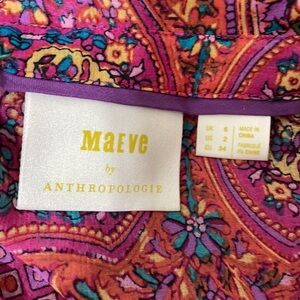 MAEVE
by
ANTHROPOLOGIE
UK 6
US 2
EU 34
MADE IN
CHINA
FABRIQUÉ
EN CHINE